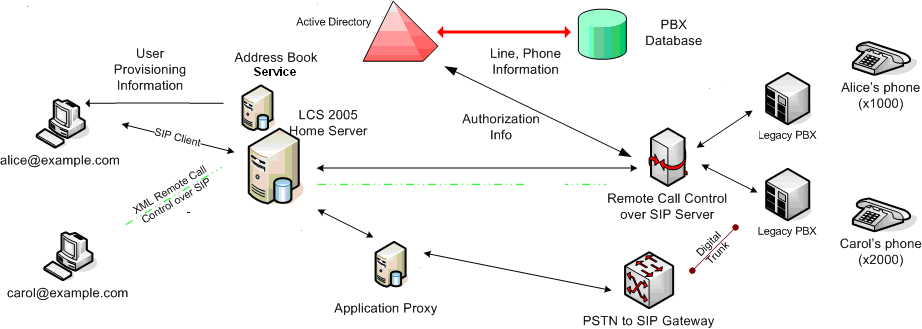 Active Directory
PBX
Database
User
Provisioning
Information
Address Book
Service
Line, Phone
Information
LCS 2005
Home Server
Authorization
Info
Alice's phone
(x1000)
Legacy PBX
SIP Client
alice@example.com
XML Remote Call
Control over SIP
Remote Call Control
over SIP Server
Legacy PBX
Carol's phone
(x2000)
Digital
Trunk
carol@example.com
Application Proxy
PSTN to SIP Gateway